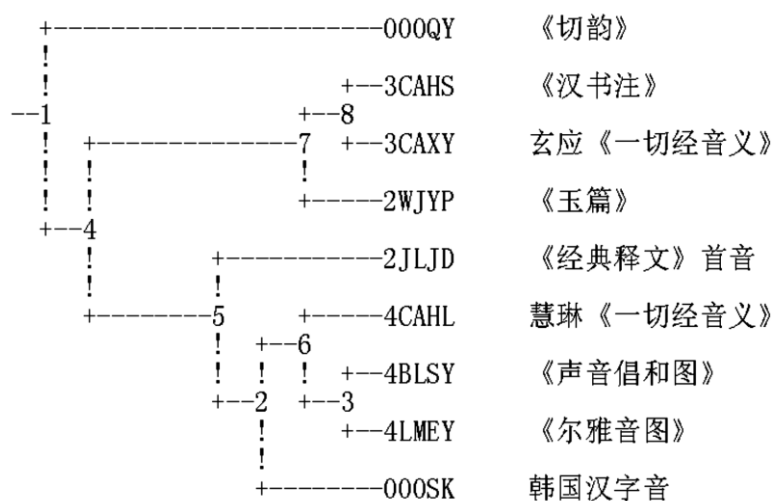 000QY 《切韵》
3CAHS 《汉书注》
8
1
7
3CAXY 玄应《一切经音义》
2WJYP 《玉篇》
4
2JLJD 《经典释文》首音
5
4CAHL 慧琳《一切经音义》
6
4BLSY 《声音倡和图》
2
3
4LMEY 《尔雅音图》
000SK 韩国汉字音